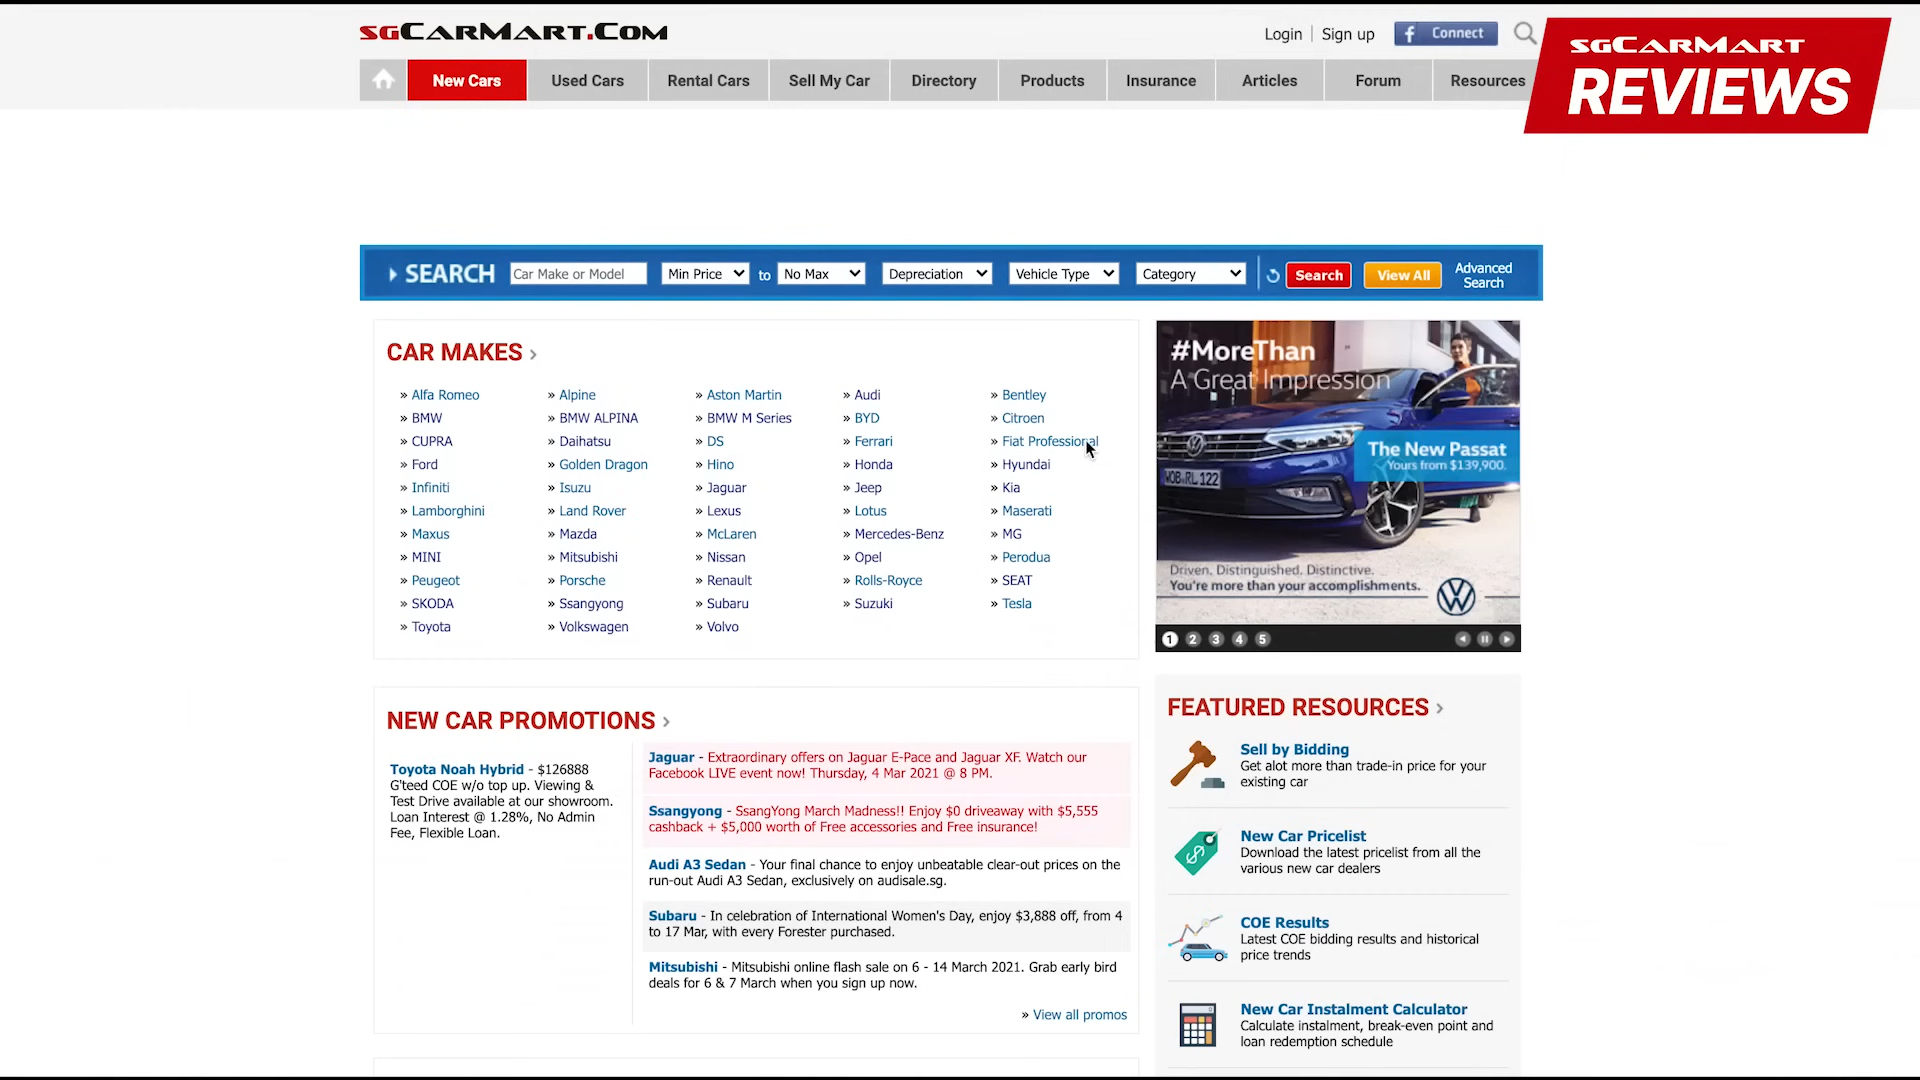 sgCarMart.Com
Login
Sign up
Connect
sgCarMart
REVIEWS
New Cars
Used Cars
Rental Cars
Sell My Car
Directory
Products
Insurance
Articles
Forum
Resources
SEARCH
Car Make or Model
Min Price
to
No Max
Depreciation
Vehicle Type
Category
Search
View All
Advanced
Search
CAR MAKES ›
» Alfa Romeo
» Alpine
» Aston Martin
» Audi
» Bentley
» BMW
» BMW ALPINA
» BMW M Series
» BYD
» Citroen
» CUPRA
» Daihatsu
» DS
» Ferrari
» Fiat Professional
» Ford
» Golden Dragon
» Hino
» Honda
» Hyundai
» Infiniti
» Isuzu
» Jaguar
» Jeep
» Kia
» Lamborghini
» Land Rover
» Lexus
» Lotus
» Maserati
» Maxus
» Mazda
» McLaren
» Mercedes-Benz
» MG
» MINI
» Mitsubishi
» Nissan
» Opel
» Perodua
» Peugeot
» Porsche
» Renault
» Rolls-Royce
» SEAT
» SKODA
» Ssangyong
» Subaru
» Suzuki
» Tesla
» Toyota
» Volkswagen
» Volvo
#MoreThan
A Great Impression
The New Passat
Yours from $139,900.
WOB RL 122
Driven. Distinguished. Distinctive.
You're more than your accomplishments.
1 2 3 4 5
NEW CAR PROMOTIONS ›
Toyota Noah Hybrid - $126888
G'teed COE w/o top up. Viewing &
Test Drive available at our showroom.
Loan Interest @ 1.28%, No Admin
Fee, Flexible Loan.
Jaguar - Extraordinary offers on Jaguar E-Pace and Jaguar XF. Watch our
Facebook LIVE event now! Thursday, 4 Mar 2021 @ 8 PM.
Ssangyong - SsangYong March Madness!! Enjoy $0 driveaway with $5,555
cashback + $5,000 worth of Free accessories and Free insurance!
Audi A3 Sedan - Your final chance to enjoy unbeatable clear-out prices on the
run-out Audi A3 Sedan, exclusively on audisale.sg.
Subaru - In celebration of International Women's Day, enjoy $3,888 off, from 4
to 17 Mar, with every Forester purchased.
Mitsubishi - Mitsubishi online flash sale on 6 - 14 March 2021. Grab early bird
deals for 6 & 7 March when you sign up now.
» View all promos
FEATURED RESOURCES ›
Sell by Bidding
Get alot more than trade-in price for your
existing car
New Car Pricelist
Download the latest pricelist from all the
various new car dealers
COE Results
Latest COE bidding results and historical
price trends
New Car Instalment Calculator
Calculate instalment, break-even point and
loan redemption schedule